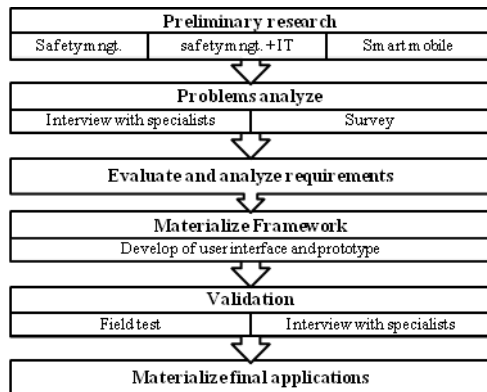 Preliminary research
Safety mngt. safety mngt. + IT Smart mobile
Problems analyze
Interview with specialists Survey
Evaluate and analyze requirements
Materialize Framework
Develop of user interface and prototype
Validation
Field test Interview with specialists
Materialize final applications